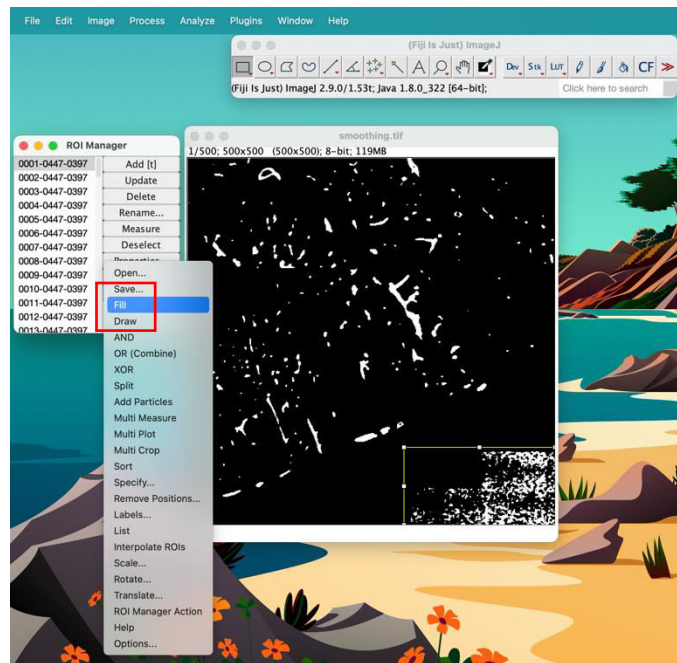 File Edit Image Process Analyze Plugins Window Help
(Fiji Is Just) ImageJ
Dev Stk LUT CF
(Fiji Is Just) ImageJ 2.9.0/1.53t; Java 1.8.0_322 [64-bit]; Click here to search
smoothing.tif
1/500; 500x500 (500x500); 8-bit; 119MB
ROI Manager
0001-0447-0397 Add [t]
0002-0447-0397 Update
0003-0447-0397 Delete
0004-0447-0397 Rename...
0005-0447-0397 Measure
0006-0447-0397 Deselect
0007-0447-0397 Properties...
0008-0447-0397
0009-0447-0397
0010-0447-0397
0011-0447-0397
0012-0447-0397
0013-0447-0397
Open...
Save...
Fill
Draw
AND
OR (Combine)
XOR
Split
Add Particles
Multi Measure
Multi Plot
Multi Crop
Sort
Specify...
Remove Positions...
Labels...
List
Interpolate ROIs
Scale...
Rotate...
Translate...
ROI Manager Action
Help
Options...